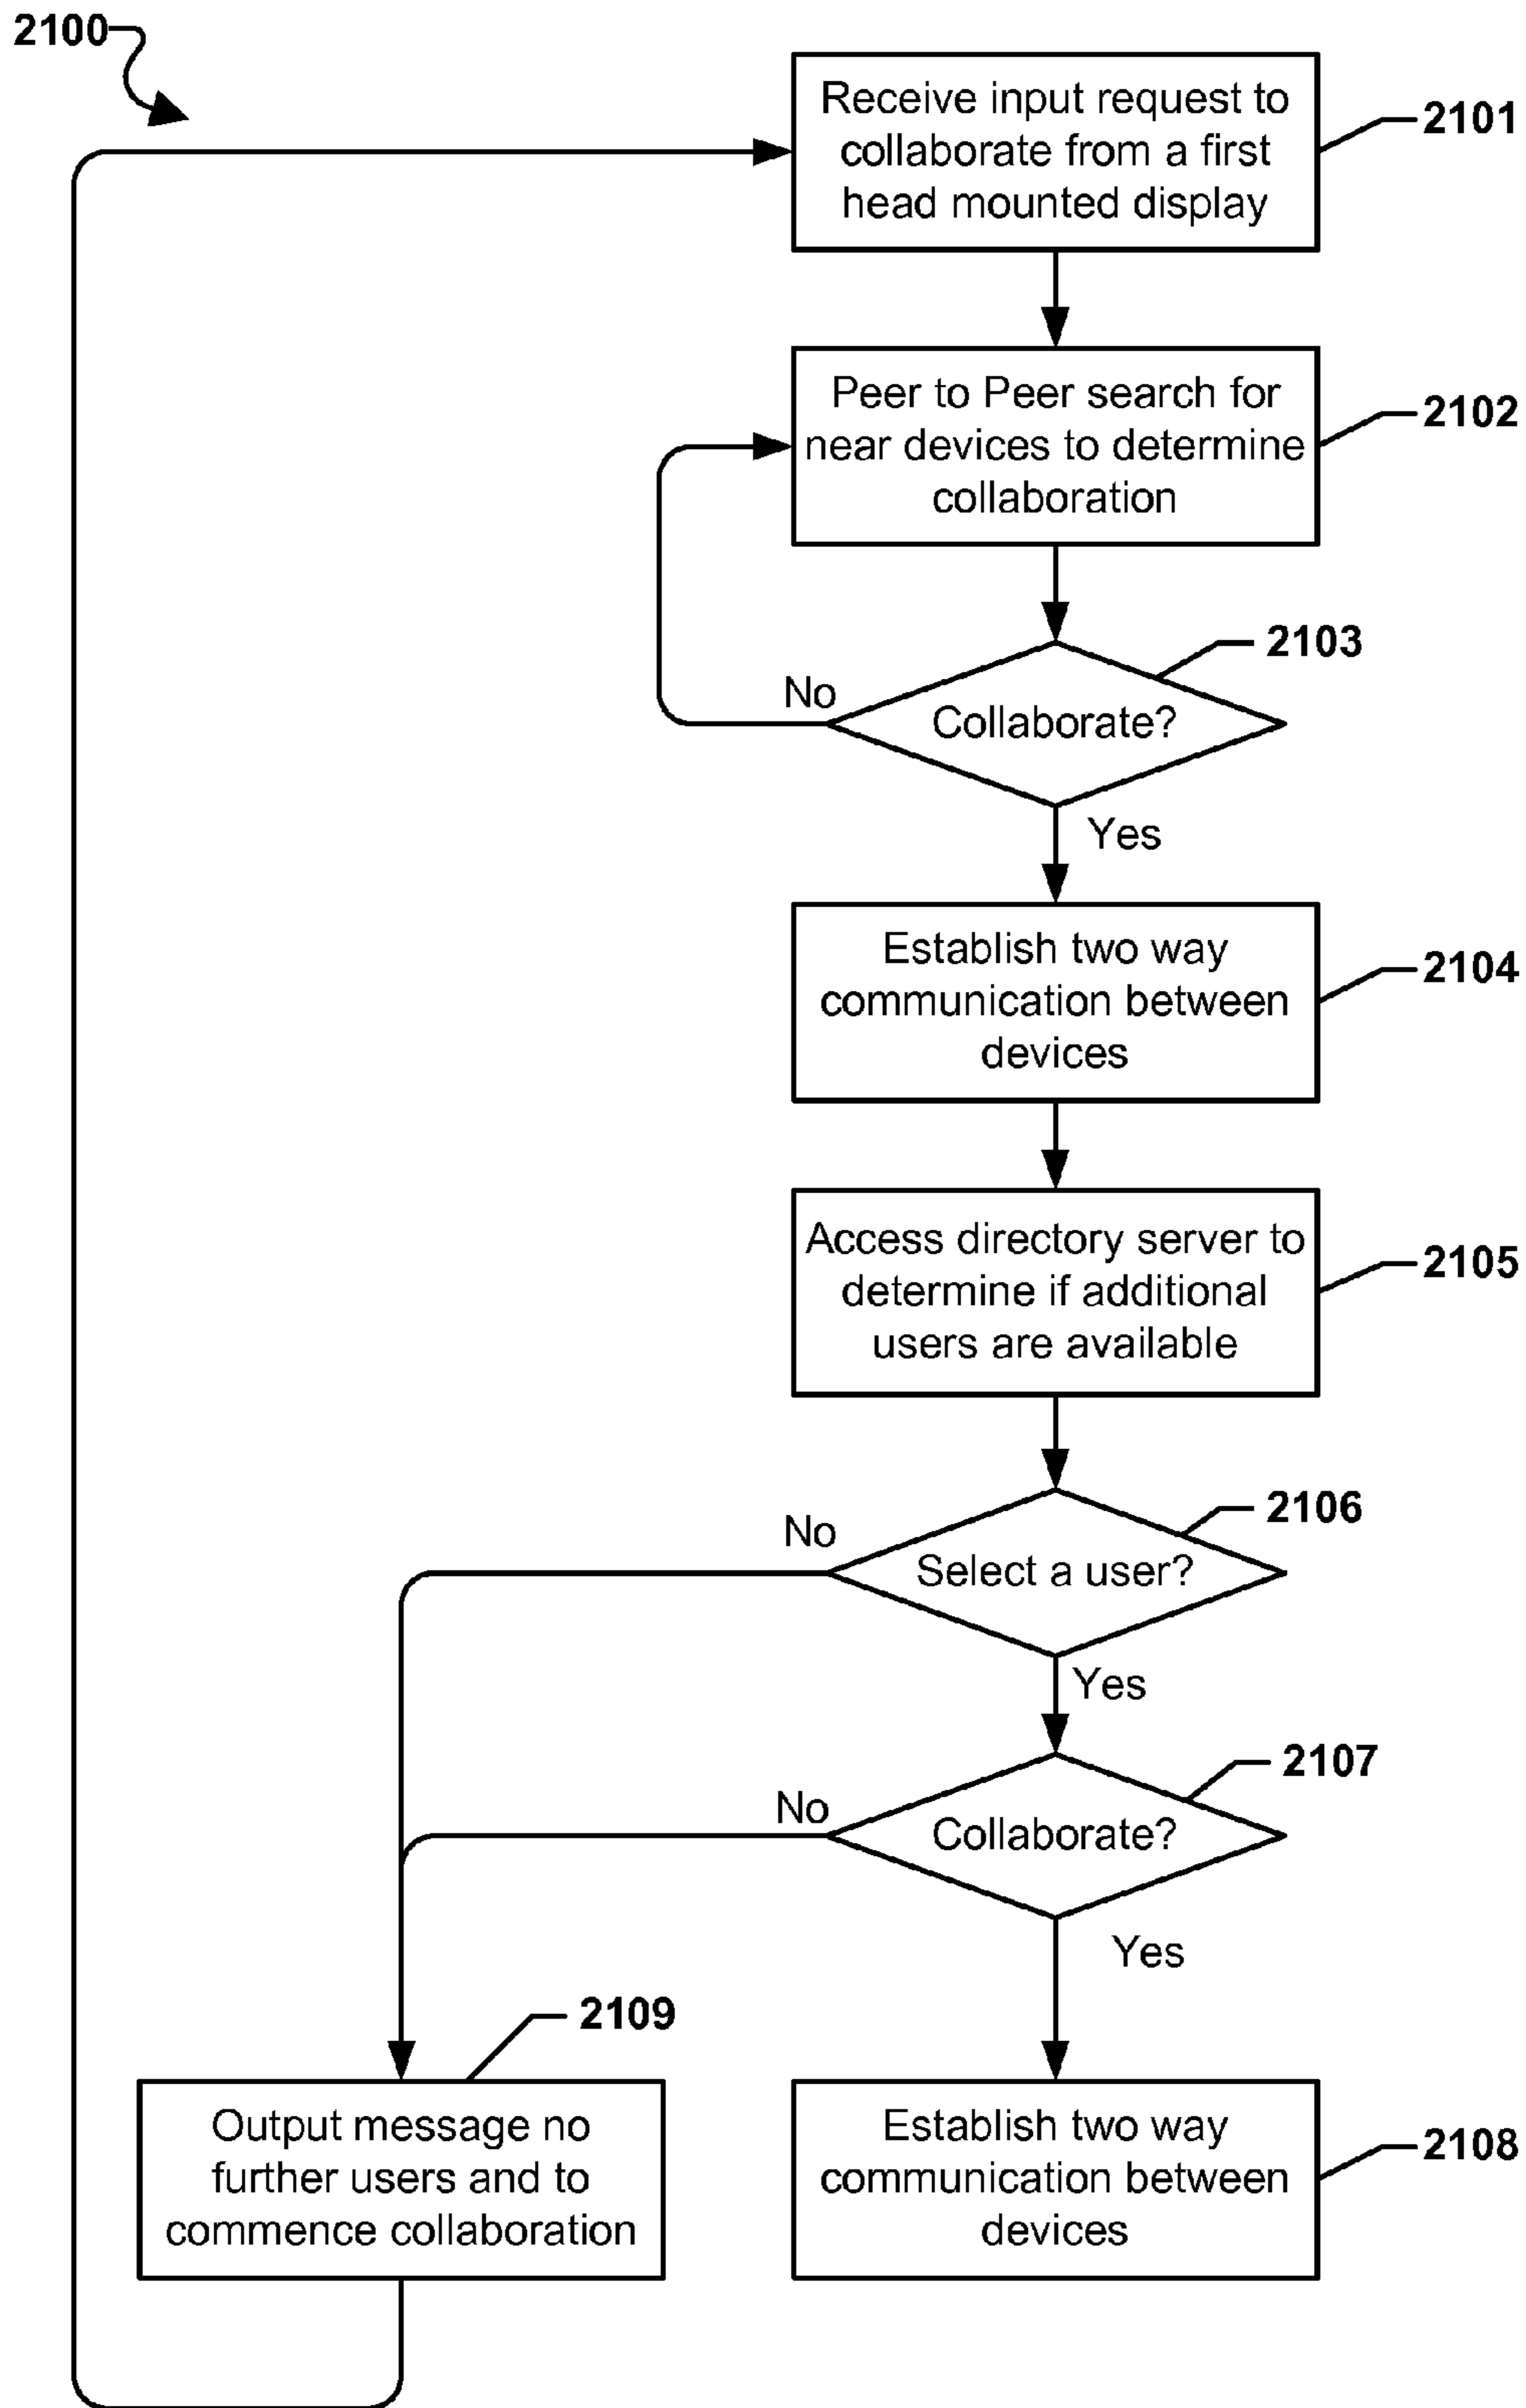 2100
Receive input request to
collaborate from a first
head mounted display
2101
Peer to Peer search for
near devices to determine
collaboration
2102
2103
No
Collaborate?
Yes
Establish two way
communication between
devices
2104
Access directory server to
determine if additional
users are available
2105
2106
No
Select a user?
Yes
2107
No
Collaborate?
Yes
2109
Output message no
further users and to
commence collaboration
Establish two way
communication between
devices
2108